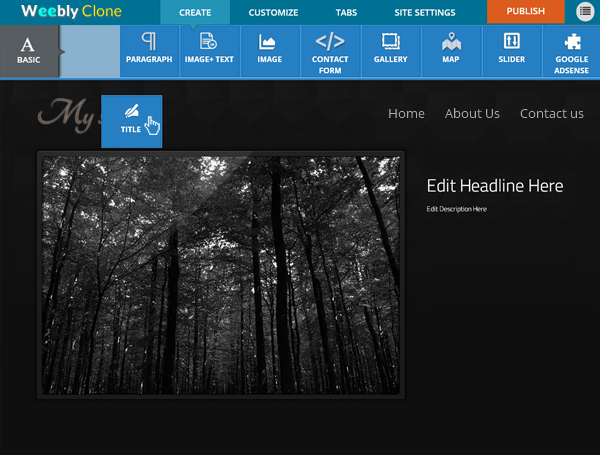 Weebly Clone
CREATE
CUSTOMIZE
TABS
SITE SETTINGS
PUBLISH
BASIC
PARAGRAPH
IMAGE+ TEXT
IMAGE
CONTACT
FORM
GALLERY
MAP
SLIDER
GOOGLE
ADSENSE
My
TITLE
Home
About Us
Contact us
Edit Headline Here
Edit Description Here